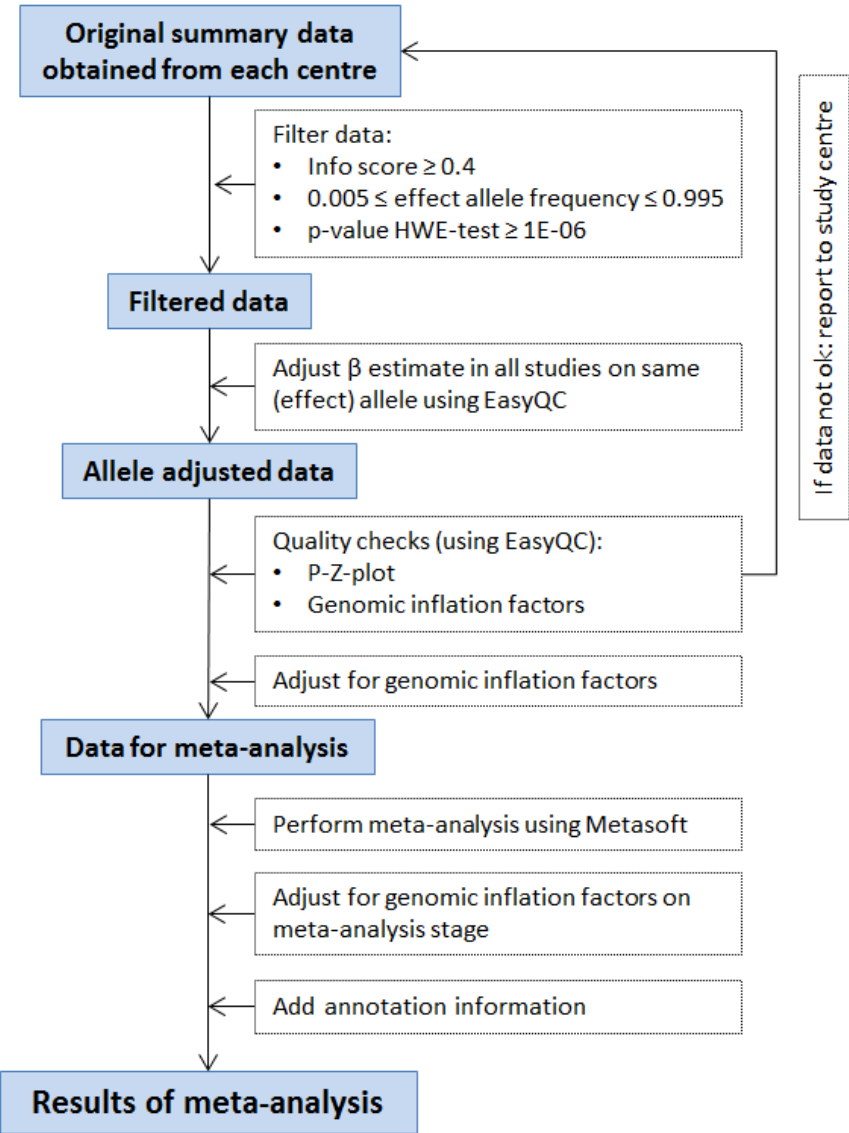 Original summary data
obtained from each centre
Filter data:
• Info score ≥ 0.4
• 0.005 ≤ effect allele frequency ≤ 0.995
• p-value HWE-test ≥ 1E-06
Filtered data
Adjust β estimate in all studies on same
(effect) allele using EasyQC
Allele adjusted data
Quality checks (using EasyQC):
• P-Z-plot
• Genomic inflation factors
If data not ok: report to study centre
Adjust for genomic inflation factors
Data for meta-analysis
Perform meta-analysis using Metasoft
Adjust for genomic inflation factors on
meta-analysis stage
Add annotation information
Results of meta-analysis